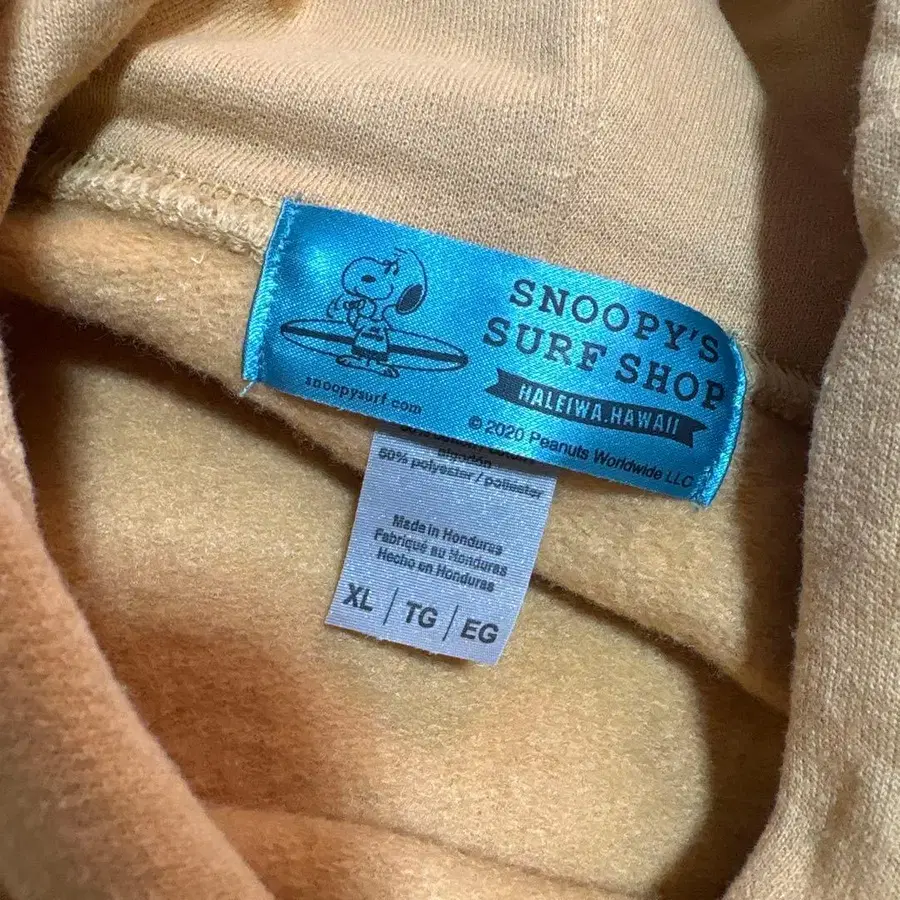 SNOOPY'S
SURF SHOP
HALEIWA.HAWAII
snoopysurf.com
© 2020 Peanuts Worldwide LLC
algodón
50% polyester / poliester
Made in Honduras
Fabriqué au Honduras
Hecho en Honduras
XL | TG | EG